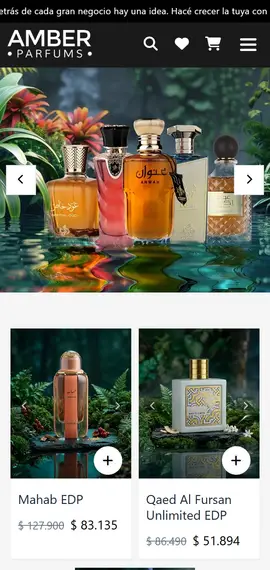 etrás de cada gran negocio hay una idea. Hacé crecer la tuya con
AMBER
•PARFUMS•
عنوان
Mahab EDP
$ 127.900 $ 83.135
Qaed Al Fursan
Unlimited EDP
$ 86.490 $ 51.894